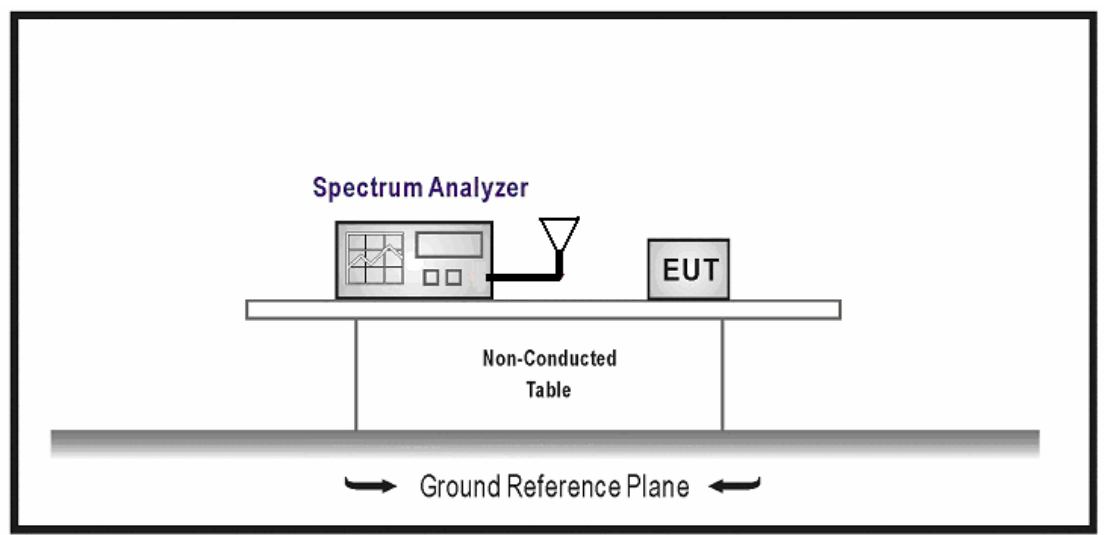 Spectrum Analyzer
EUT
Non-Conducted
Table
Ground Reference Plane